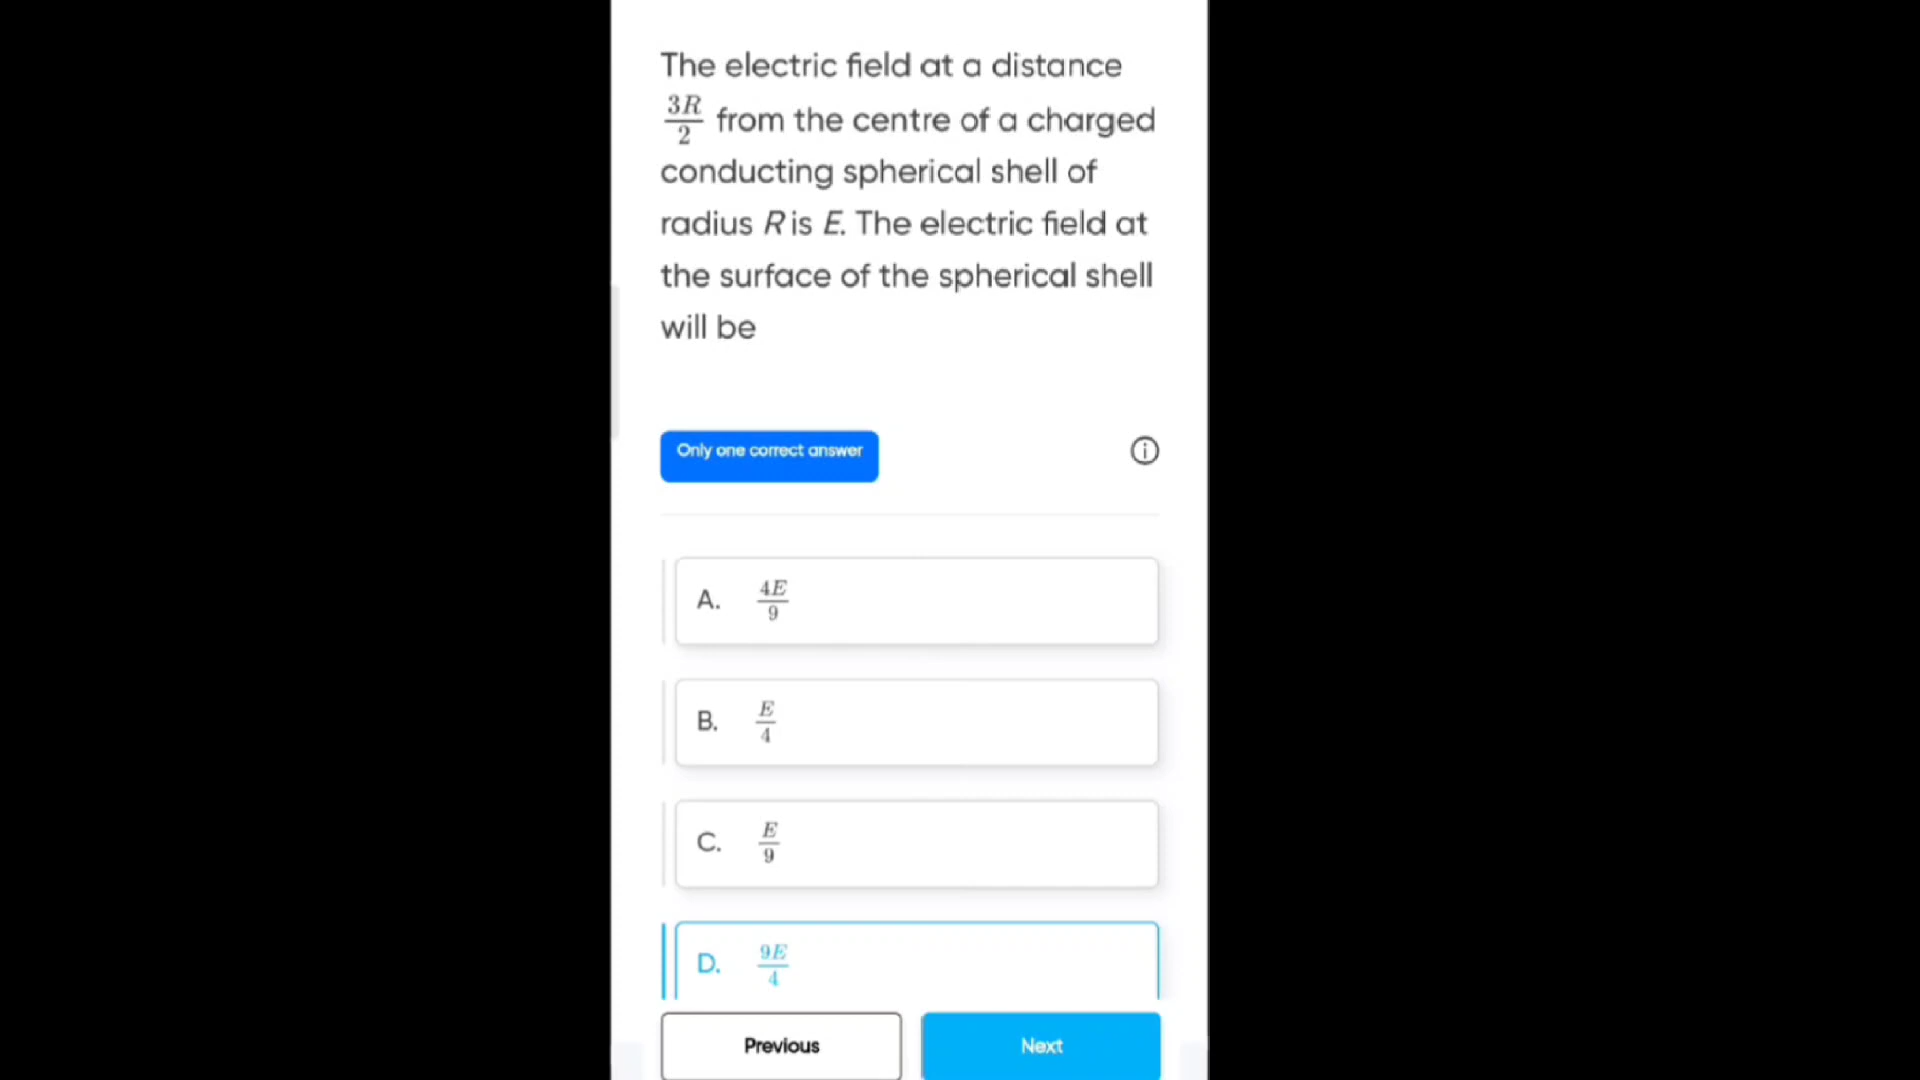 The electric field at a distance
3R/2 from the centre of a charged
conducting spherical shell of
radius R is E. The electric field at
the surface of the spherical shell
will be
Only one correct answer
A. 4E/9
B. E/4
C. E/9
D. 9E/4
Previous Next